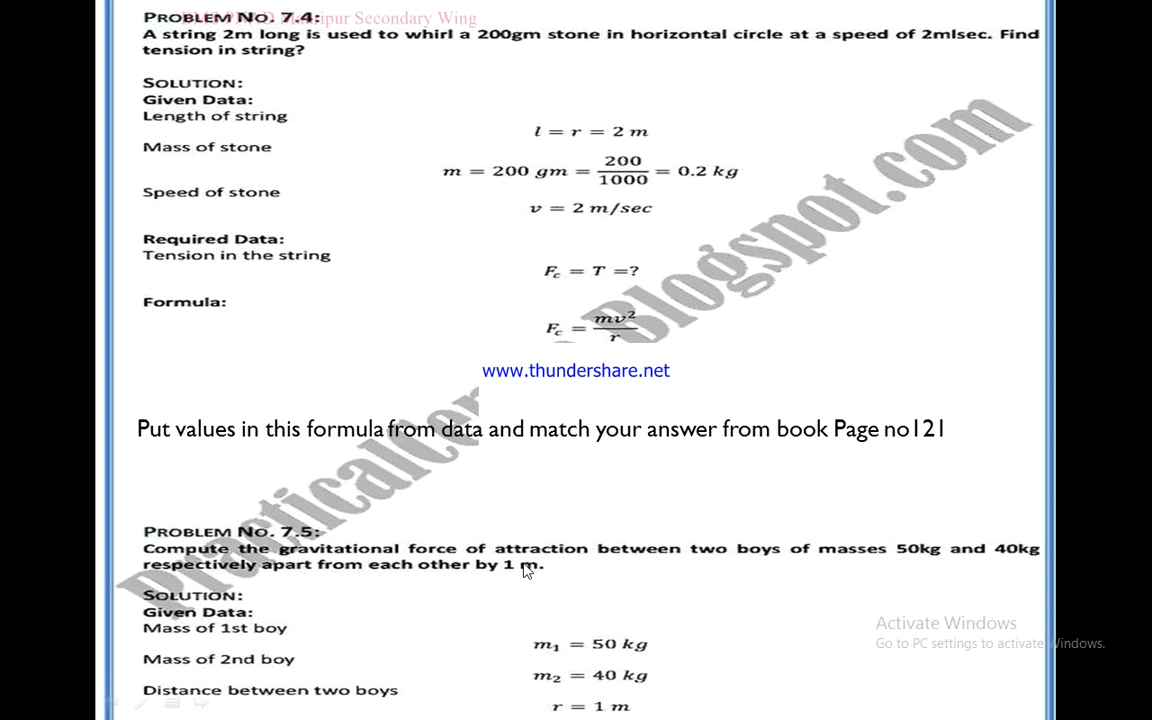 PROBLEM NO. 7.4:
Secondary Wing
A string 2m long is used to whirl a 200gm stone in horizontal circle at a speed of 2mlsec. Find
tension in string?
SOLUTION:
Given Data:
Length of string
l = r = 2 m
Mass of stone
m = 200 gm = 200/1000 = 0.2 kg
Speed of stone
v = 2 m/sec
Required Data:
Tension in the string
F_c = T =?
Formula:
F_c = mv²/r
www.thundershare.net
Put values in this formula from data and match your answer from book Page no121
PROBLEM NO. 7.5:
Compute the gravitational force of attraction between two boys of masses 50kg and 40kg
respectively apart from each other by 1 m.
SOLUTION:
Given Data:
Mass of 1st boy
m₁ = 50 kg
Mass of 2nd boy
m₂ = 40 kg
Distance between two boys
r = 1 m
Blogspot.com
Activate Windows
Go to PC settings to activate Windows.